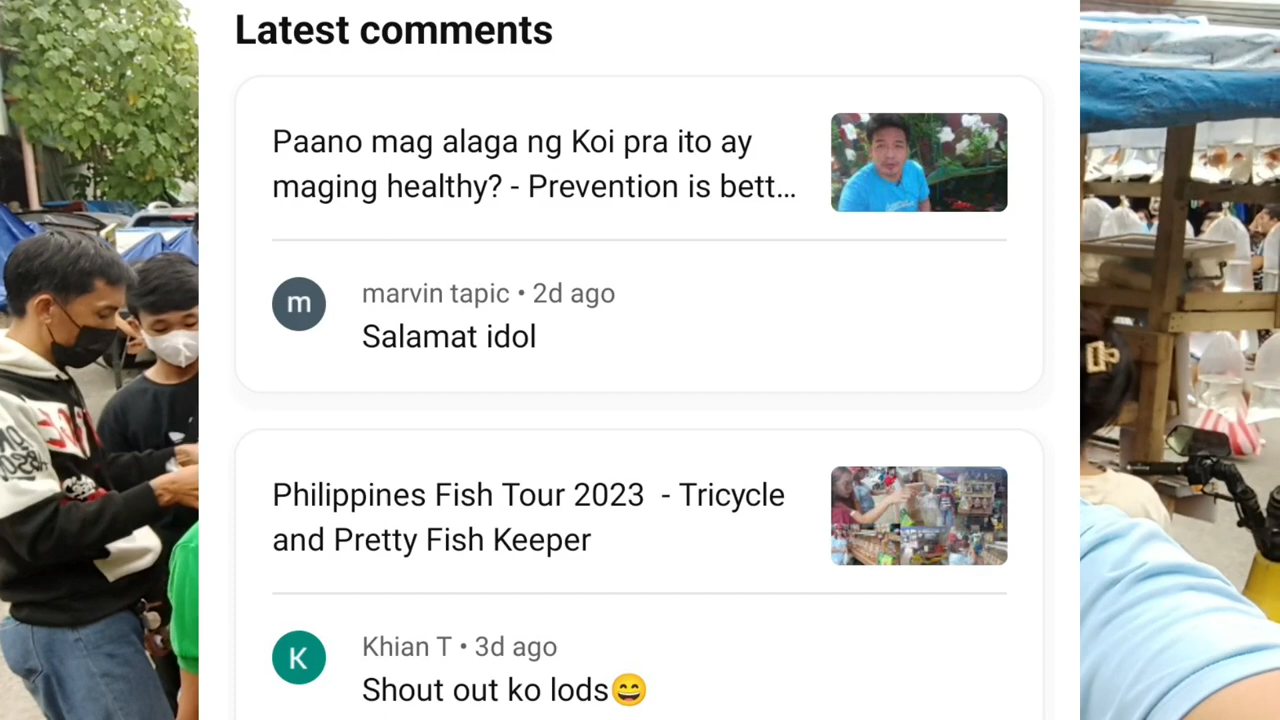 Latest comments
Paano mag alaga ng Koi pra ito ay
maging healthy? - Prevention is bett...
m
marvin tapic • 2d ago
Salamat idol
Philippines Fish Tour 2023 - Tricycle
and Pretty Fish Keeper
K
Khian T • 3d ago
Shout out ko lods😄